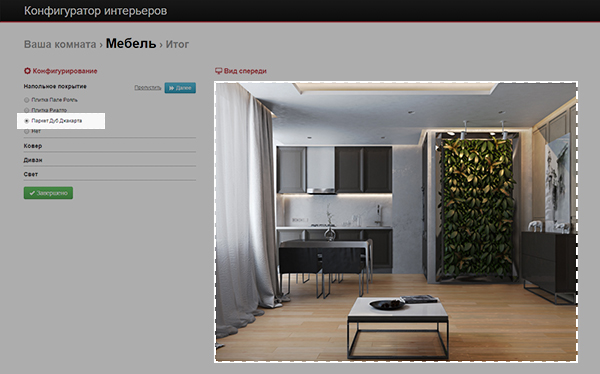 Конфигуратор интерьеров
Ваша комната › Мебель › Итог
Конфигурирование
Напольное покрытие
Пропустить
Далее
Плитка Пале Рояль
Плитка Риалто
Паркет Дуб Джакарта
Нет
Ковер
Диван
Свет
Завершено
Вид спереди